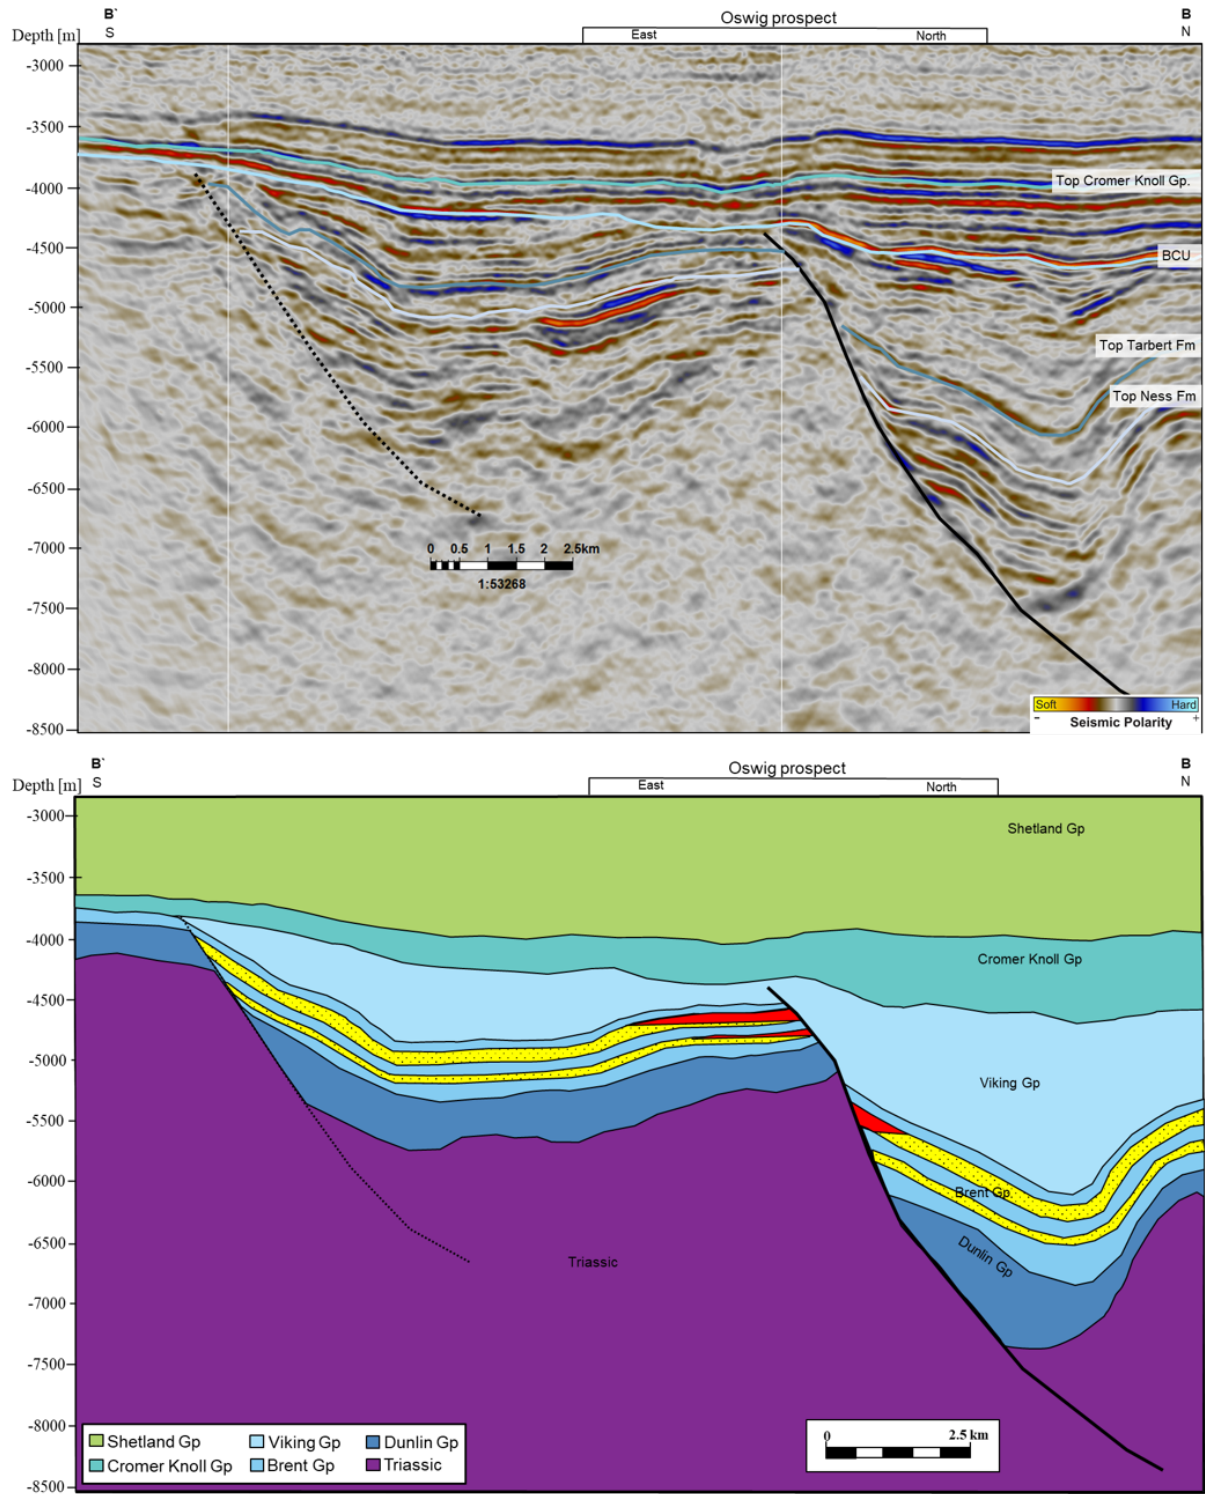 B` Oswig prospect B
Depth [m] S East North N
-3000
-3500
-4000
Top Cromer Knoll Gp.
-4500
BCU
-5000
Top Tarbert Fm
-5500
Top Ness Fm
-6000
-6500
-7000
0 0.5 1 1.5 2 2.5km
1:53268
-7500
-8000
Soft Hard
- Seismic Polarity +
-8500
B` Oswig prospect B
Depth [m] S East North N
-3000
Shetland Gp
-3500
-4000
Cromer Knoll Gp
-4500
-5000
Viking Gp
-5500
-6000
Brent Gp
-6500
Dunlin Gp
Triassic
-7000
-7500
-8000
Shetland Gp Viking Gp Dunlin Gp
Cromer Knoll Gp Brent Gp Triassic
0 2.5 km
-8500